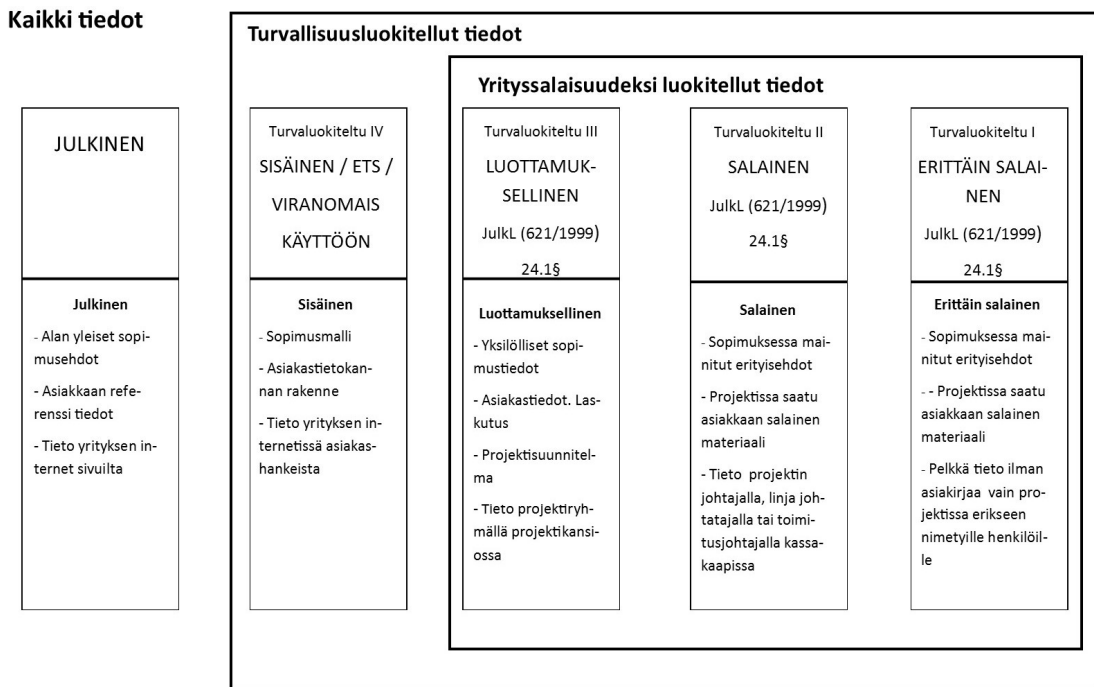 Kaikki tiedot
Turvallisuusluokitellut tiedot
Yrityssalaisuudeksi luokitellut tiedot
JULKINEN
Julkinen
- Alan yleiset sopi-
musehdot
- Asiakkaan refe-
renssi tiedot
- Tieto yrityksen in-
ternet sivuilta
Turvaluokiteltu IV
SISÄINEN / ETS /
VIRANOMAIS
KÄYTTÖÖN
Sisäinen
- Sopimusmalli
- Asiakastietokan-
nan rakenne
- Tieto yrityksen in-
ternetissä asiakas-
hankeista
Turvaluokiteltu III
LUOTTAMUK-
SELLINEN
JulkL (621/1999)
24.1§
Luottamuksellinen
- Yksilölliset sopi-
mustiedot
- Asiakastiedot. Las-
kutus
- Projektisuunnitel-
ma
- Tieto projektiryh-
mällä projektikansi-
ossa
Turvaluokiteltu II
SALAINEN
JulkL (621/1999)
24.1§
Salainen
- Sopimuksessa mai-
nitut erityisehdot
- Projektissa saatu
asiakkaan salainen
materiaali
- Tieto projektin
johtajalla, linja joh-
tatajalla tai toimi-
tusjohtajalla kassa-
kaapissa
Turvaluokiteltu I
ERITTÄIN SALAI-
NEN
JulkL (621/1999)
24.1§
Erittäin salainen
- Sopimuksessa mai-
nitut erityisehdot
- - Projektissa saatu
asiakkaan salainen
materiaali
- Pelkkä tieto ilman
asiakirjaa vain pro-
jektissa erikseen
nimetyille henkilöil-
le